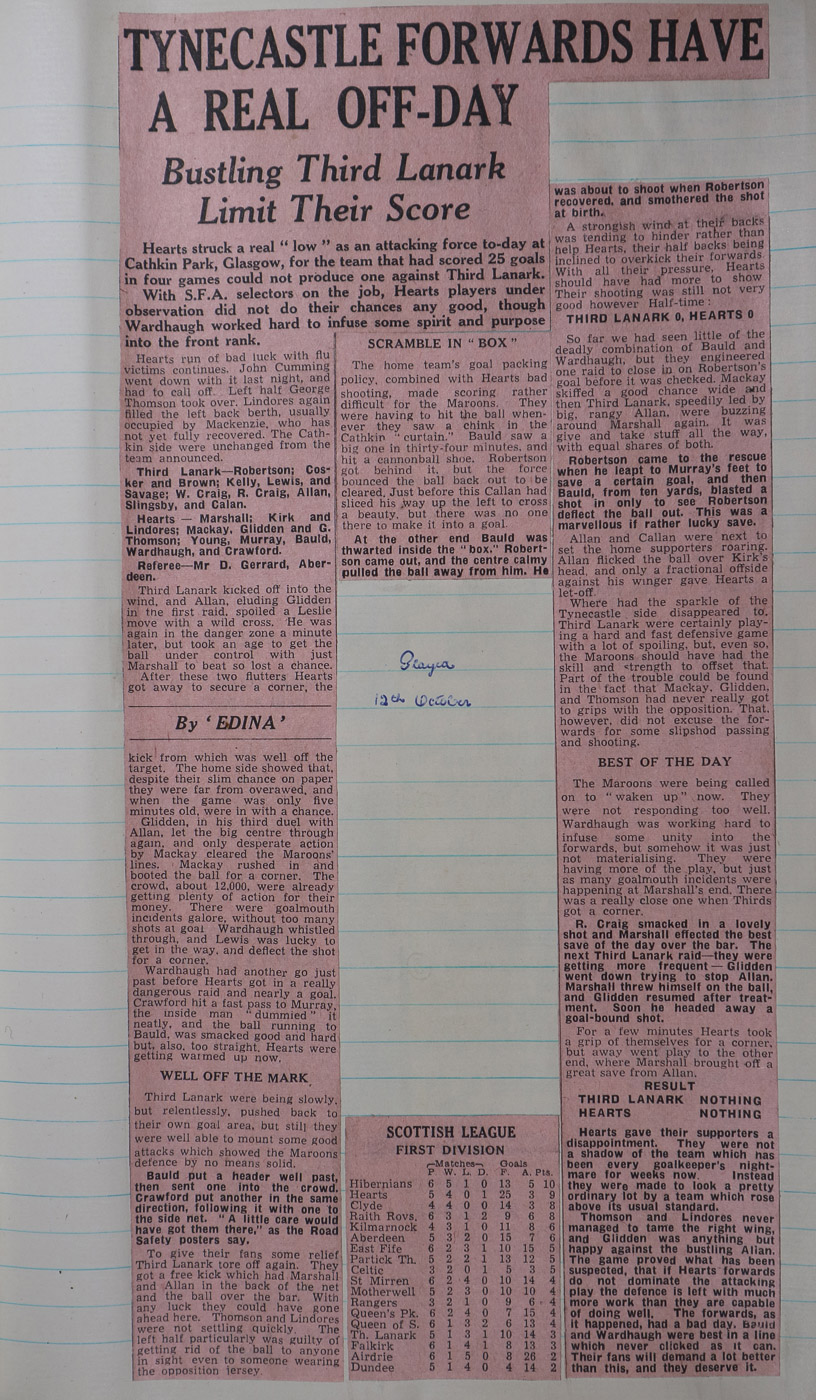 TYNECASTLE FORWARDS HAVE
A REAL OFF-DAY
Bustling Third Lanark
Limit Their Score
Hearts struck a real " low " as an attacking force to-day at
Cathkin Park, Glasgow, for the team that had scored 25 goals
in four games could not produce one against Third Lanark.
With S.F.A. selectors on the job, Hearts players under
observation did not do their chances any good, though
Wardhaugh worked hard to infuse some spirit and purpose
into the front rank.
Hearts run of bad luck with flu
victims continues. John Cumming
went down with it last night, and
had to call off. Left half George
Thomson took over. Lindores again
filled the left back berth, usually
occupied by Mackenzie, who has
not yet fully recovered. The Cath-
kin side were unchanged from the
team announced.
Third Lanark—Robertson; Cos-
ker and Brown; Kelly, Lewis, and
Savage; W. Craig, R. Craig, Allan,
Slingsby, and Calan.
Hearts — Marshall; Kirk and
Lindores; Mackay, Glidden and G.
Thomson; Young, Murray, Bauld,
Wardhaugh, and Crawford.
Referee—Mr D. Gerrard, Aber-
deen.
Third Lanark kicked off into the
wind, and Allan, eluding Glidden
in the first raid, spoiled a Leslie
move with a wild cross. He was
again in the danger zone a minute
later, but took an age to get the
ball under control with just
Marshall to beat so lost a chance.
After these two flutters Hearts
got away to secure a corner, the
By ' EDINA '
kick from which was well off the
target. The home side showed that,
despite their slim chance on paper
they were far from overawed, and
when the game was only five
minutes old, were in with a chance.
Glidden, in his third duel with
Allan, let the big centre through
again, and only desperate action
by Mackay cleared the Maroons'
lines. Mackay rushed in and
booted the ball for a corner. The
crowd, about 12,000, were already
getting plenty of action for their
money. There were goalmouth
incidents galore, without too many
shots at goal Wardhaugh whistled
through, and Lewis was lucky to
get in the way, and deflect the shot
for a corner.
Wardhaugh had another go just
past before Hearts got in a really
dangerous raid and nearly a goal.
Crawford hit a fast pass to Murray,
the inside man " dummied " it
neatly, and the ball running to
Bauld, was smacked good and hard
but, also, too straight. Hearts were
getting warmed up now.
WELL OFF THE MARK
Third Lanark were being slowly,
but relentlessly, pushed back to
their own goal area, but still they
were well able to mount some good
attacks which showed the Maroons
defence by no means solid.
Bauld put a header well past,
then sent one into the crowd.
Crawford put another in the same
direction, following it with one to
the side net. " A little care would
have got them there," as the Road
Safety posters say.
To give their fans some relief
Third Lanark tore off again. They
got a free kick which had Marshall
and Allan in the back of the net
and the ball over the bar. With
any luck they could have gone
ahead here. Thomson and Lindores
were not settling quickly. The
left half particularly was guilty of
getting rid of the ball to anyone
in sight even to someone wearing
the opposition jersey.
SCRAMBLE IN " BOX "
The home team's goal packing
policy, combined with Hearts bad
shooting, made scoring rather
difficult for the Maroons. They
were having to hit the ball when-
ever they saw a chink in the
Cathkin " curtain." Bauld saw a
big one in thirty-four minutes, and
hit a cannonball shoe. Robertson
got behind it, but the force
bounced the ball back out to be
cleared. Just before this Callan had
sliced his way up the left to cross
a beauty, but there was no one
there to make it into a goal.
At the other end Bauld was
thwarted inside the " box." Robert-
son came out, and the centre calmy
pulled the ball away from him. He
12th October
SCOTTISH LEAGUE
FIRST DIVISION
Matches Goals
P. W. L. D. F. A. Pts.
Hibernians 6 5 1 0 13 5 10
Hearts 5 4 0 1 25 3 9
Clyde 4 4 0 0 14 3 8
Raith Rovs. 6 3 1 2 9 6 8
Kilmarnock 4 3 1 0 11 8 6
Aberdeen 5 3 2 0 15 7 6
East Fife 6 2 3 1 10 15 5
Partick Th. 5 2 2 1 13 12 5
Celtic 3 2 0 1 5 3 5
St Mirren 6 2 4 0 10 14 4
Motherwell 5 2 3 0 10 10 4
Rangers 3 2 1 0 9 6 4
Queen's Pk. 6 2 4 0 7 15 4
Queen of S. 6 1 3 2 6 13 4
Th. Lanark 5 1 3 1 10 14 3
Falkirk 6 1 4 1 8 13 3
Airdrie 6 1 5 0 8 26 2
Dundee 5 1 4 0 4 14 2
was about to shoot when Robertson
recovered, and smothered the shot
at birth.
A strongish wind at their backs
was tending to hinder rather than
help Hearts, their half backs being
inclined to overkick their forwards
With all their pressure, Hearts
should have had more to show
Their shooting was still not very
good however Half-time:
THIRD LANARK 0, HEARTS 0
So far we had seen little of the
deadly combination of Bauld and
Wardhaugh, but they engineered
one raid to close in on Robertson's
goal before it was checked. Mackay
skiffed a good chance wide and
then Third Lanark, speedily led by
big, rangy Allan, were buzzing
around Marshall again. It was
give and take stuff all the way,
with equal shares of both.
Robertson came to the rescue
when he leapt to Murray's feet to
save a certain goal, and then
Bauld, from ten yards, blasted a
shot in only to see Robertson
deflect the ball out. This was a
marvellous if rather lucky save.
Allan and Callan were next to
set the home supporters roaring.
Allan flicked the ball over Kirk's
head, and only a fractional offside
against his winger gave Hearts a
let-off.
Where had the sparkle of the
Tynecastle side disappeared to.
Third Lanark were certainly play-
ing a hard and fast defensive game
with a lot of spoiling, but, even so,
the Maroons should have had the
skill and strength to offset that.
Part of the trouble could be found
in the fact that Mackay, Glidden,
and Thomson had never really got
to grips with the opposition. That,
however, did not excuse the for-
wards for some slipshod passing
and shooting.
BEST OF THE DAY
The Maroons were being called
on to " waken up " now. They
were not responding too well.
Wardhaugh was working hard to
infuse some unity into the
forwards, but somehow it was just
not materialising. They were
having more of the play, but just
as many goalmouth incidents were
happening at Marshall's end. There
was a really close one when Thirds
got a corner.
R. Craig smacked in a lovely
shot and Marshall effected the best
save of the day over the bar. The
next Third Lanark raid—they were
getting more frequent — Glidden
went down trying to stop Allan.
Marshall threw himself on the ball,
and Glidden resumed after treat-
ment. Soon he headed away a
goal-bound shot.
For a few minutes Hearts took
a grip of themselves for a corner,
but away went play to the other
end, where Marshall brought off a
great save from Allan.
RESULT
THIRD LANARK NOTHING
HEARTS NOTHING
Hearts gave their supporters a
disappointment. They were not
a shadow of the team which has
been every goalkeeper's night-
mare for weeks now. Instead
they were made to look a pretty
ordinary lot by a team which rose
above its usual standard.
Thomson and Lindores never
managed to tame the right wing,
and Glidden was anything but
happy against the bustling Allan.
The game proved what has been
suspected, that if Hearts forwards
do not dominate the attacking
play the defence is left with much
more work than they are capable
of doing well. The forwards, as
it happened, had a bad day. Bauld
and Wardhaugh were best in a line
which never clicked as it can.
Their fans will demand a lot better
than this, and they deserve it.